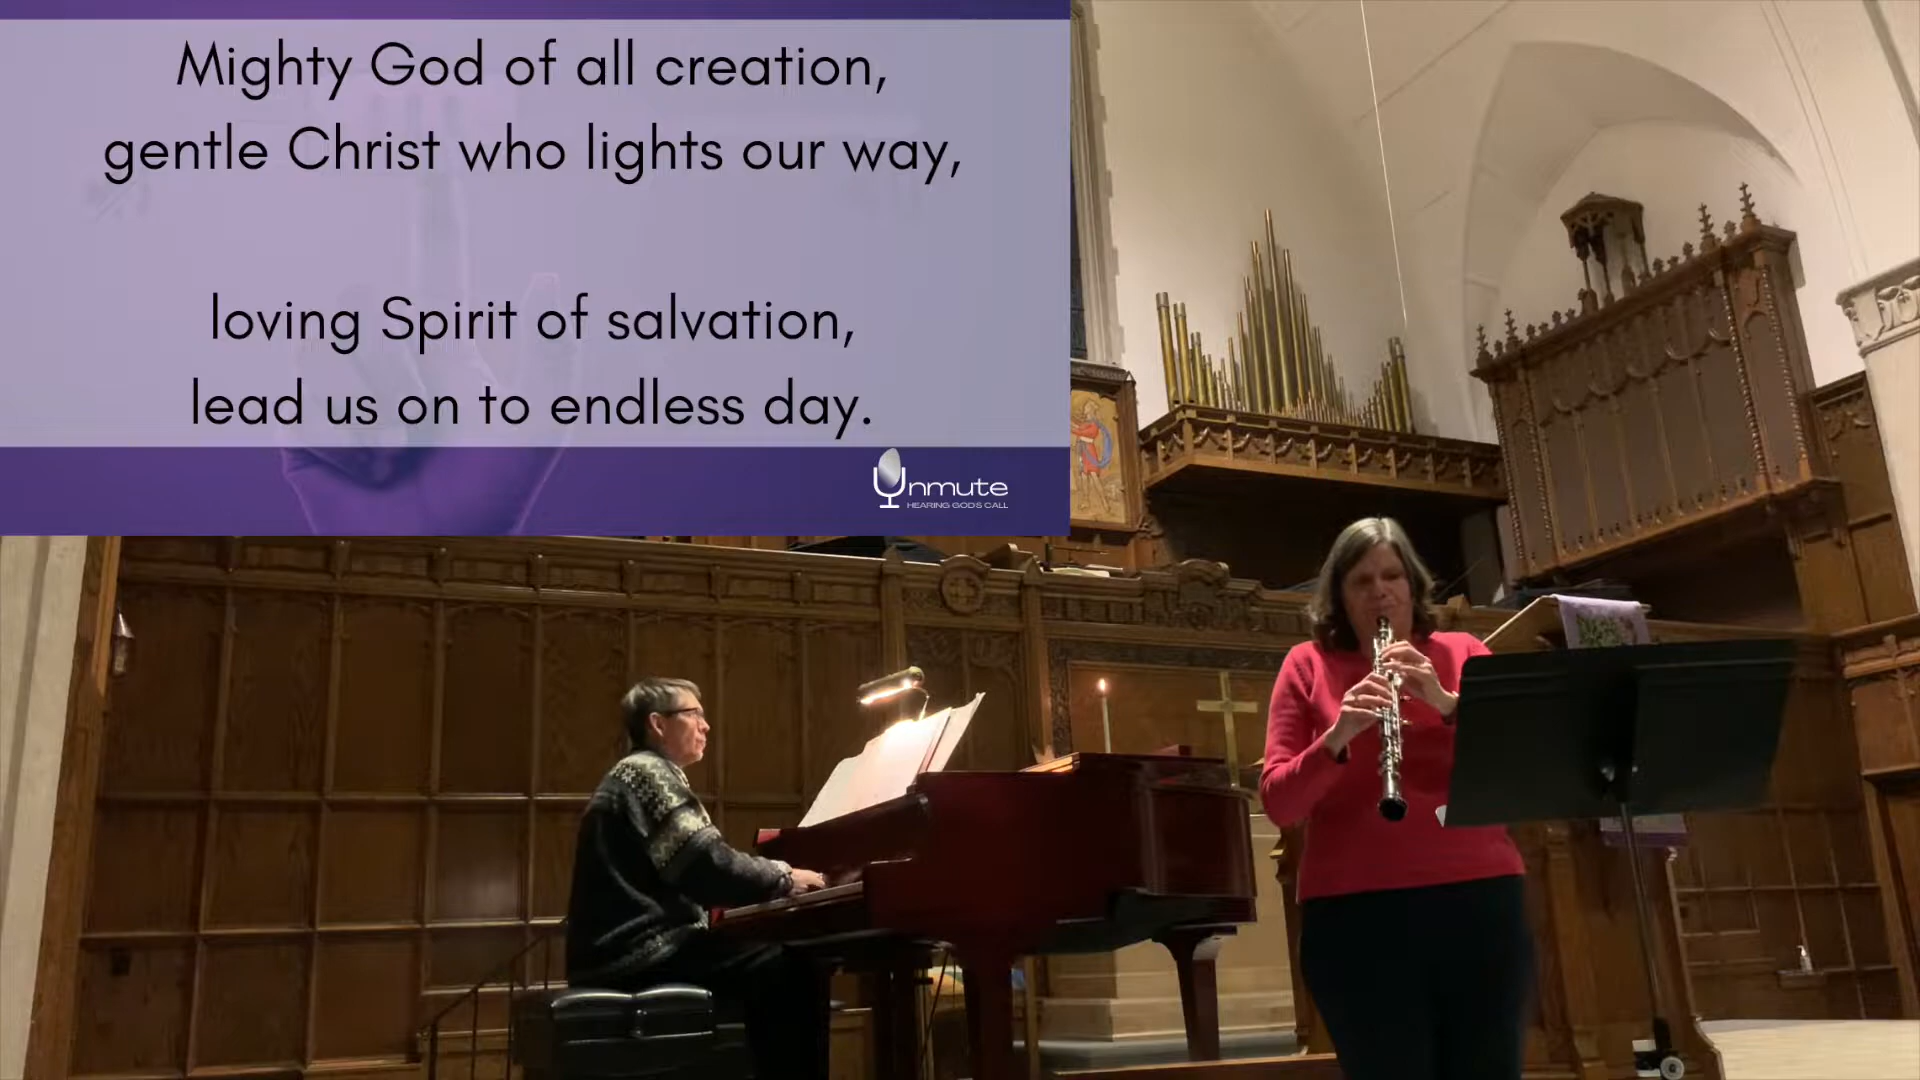 Mighty God of all creation,
gentle Christ who lights our way,
loving Spirit of salvation,
lead us on to endless day.
Unmute
HEARING GOD'S CALL